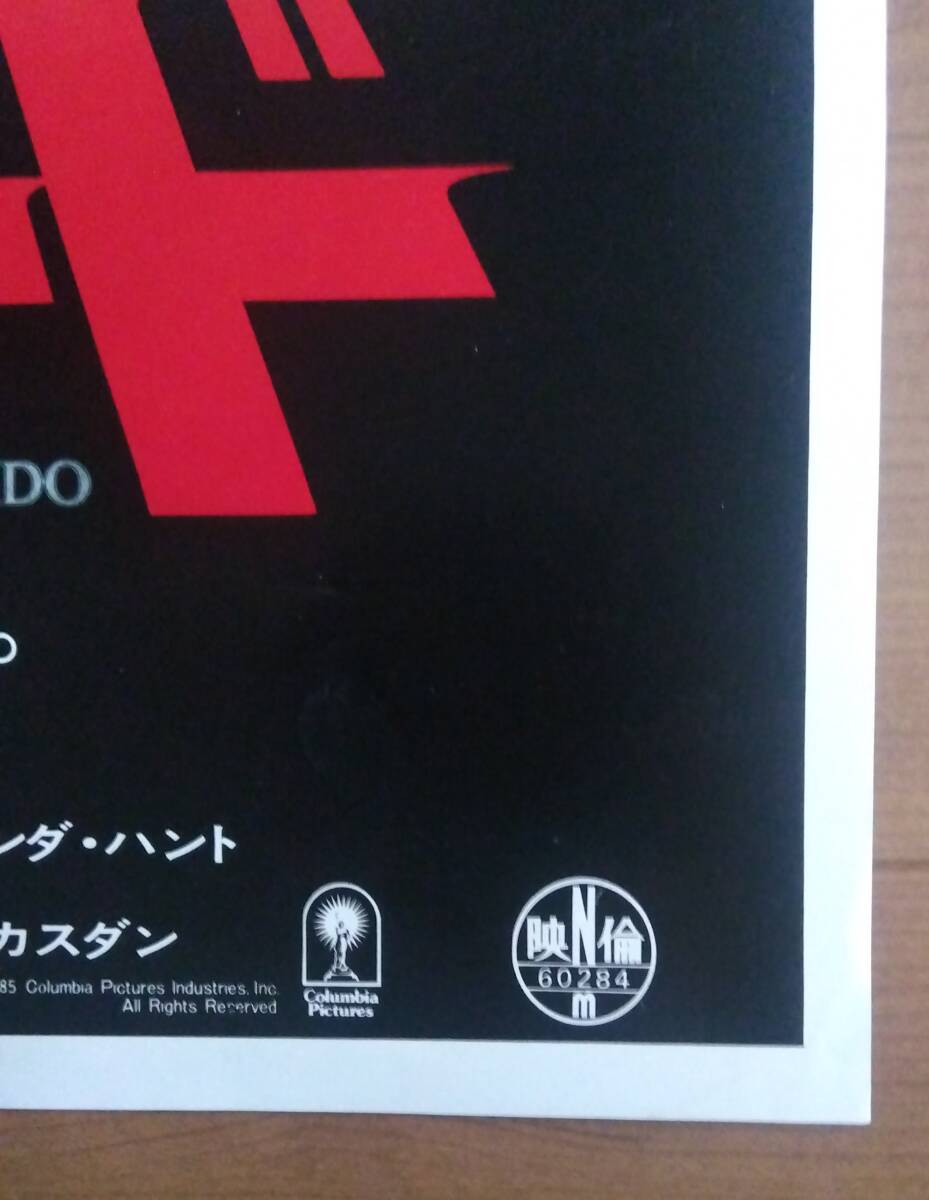 ド
DO
ンダ・ハント
カスダン
85 Columbia Pictures Industries, Inc.
All Rights Reserved
Columbia
Pictures
映N倫
60284
m